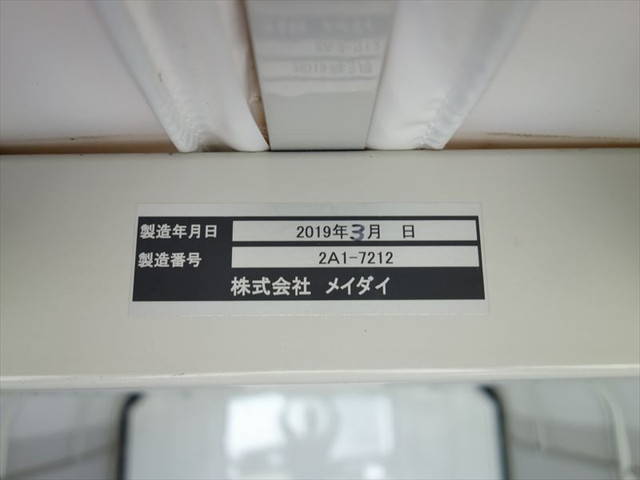 製造年月日 2019年3月 日
製造番号 2A1-7212
株式会社 メイダイ